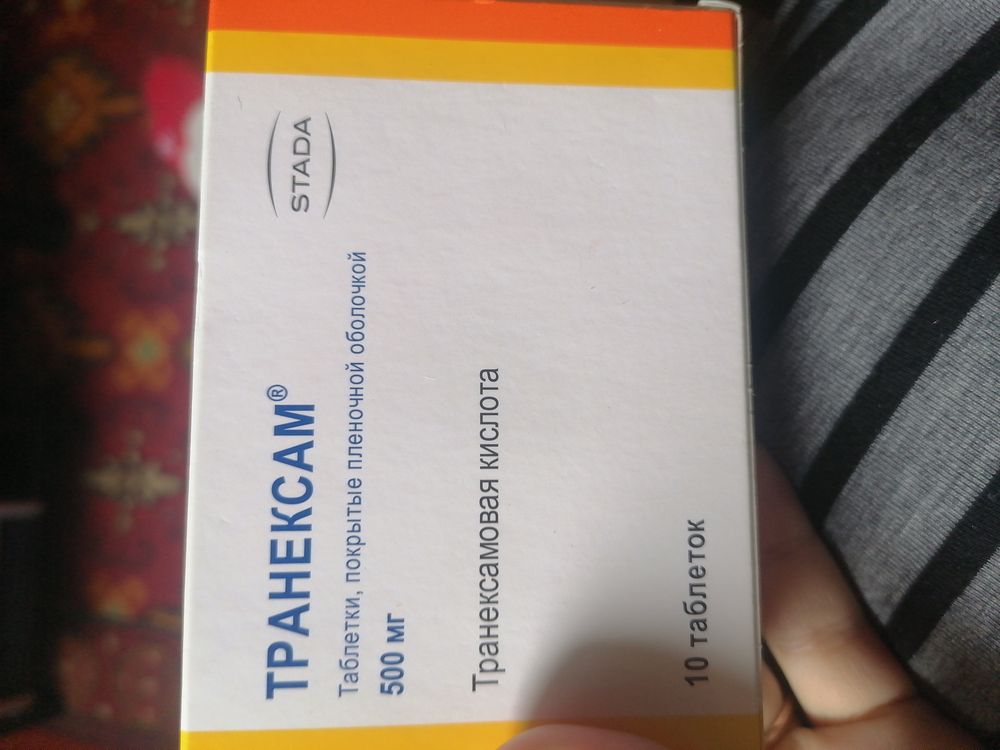 STADA
ТРАНЕКСАМ®
Таблетки, покрытые пленочной оболочкой
500 мг
Транексамовая кислота
10 таблеток